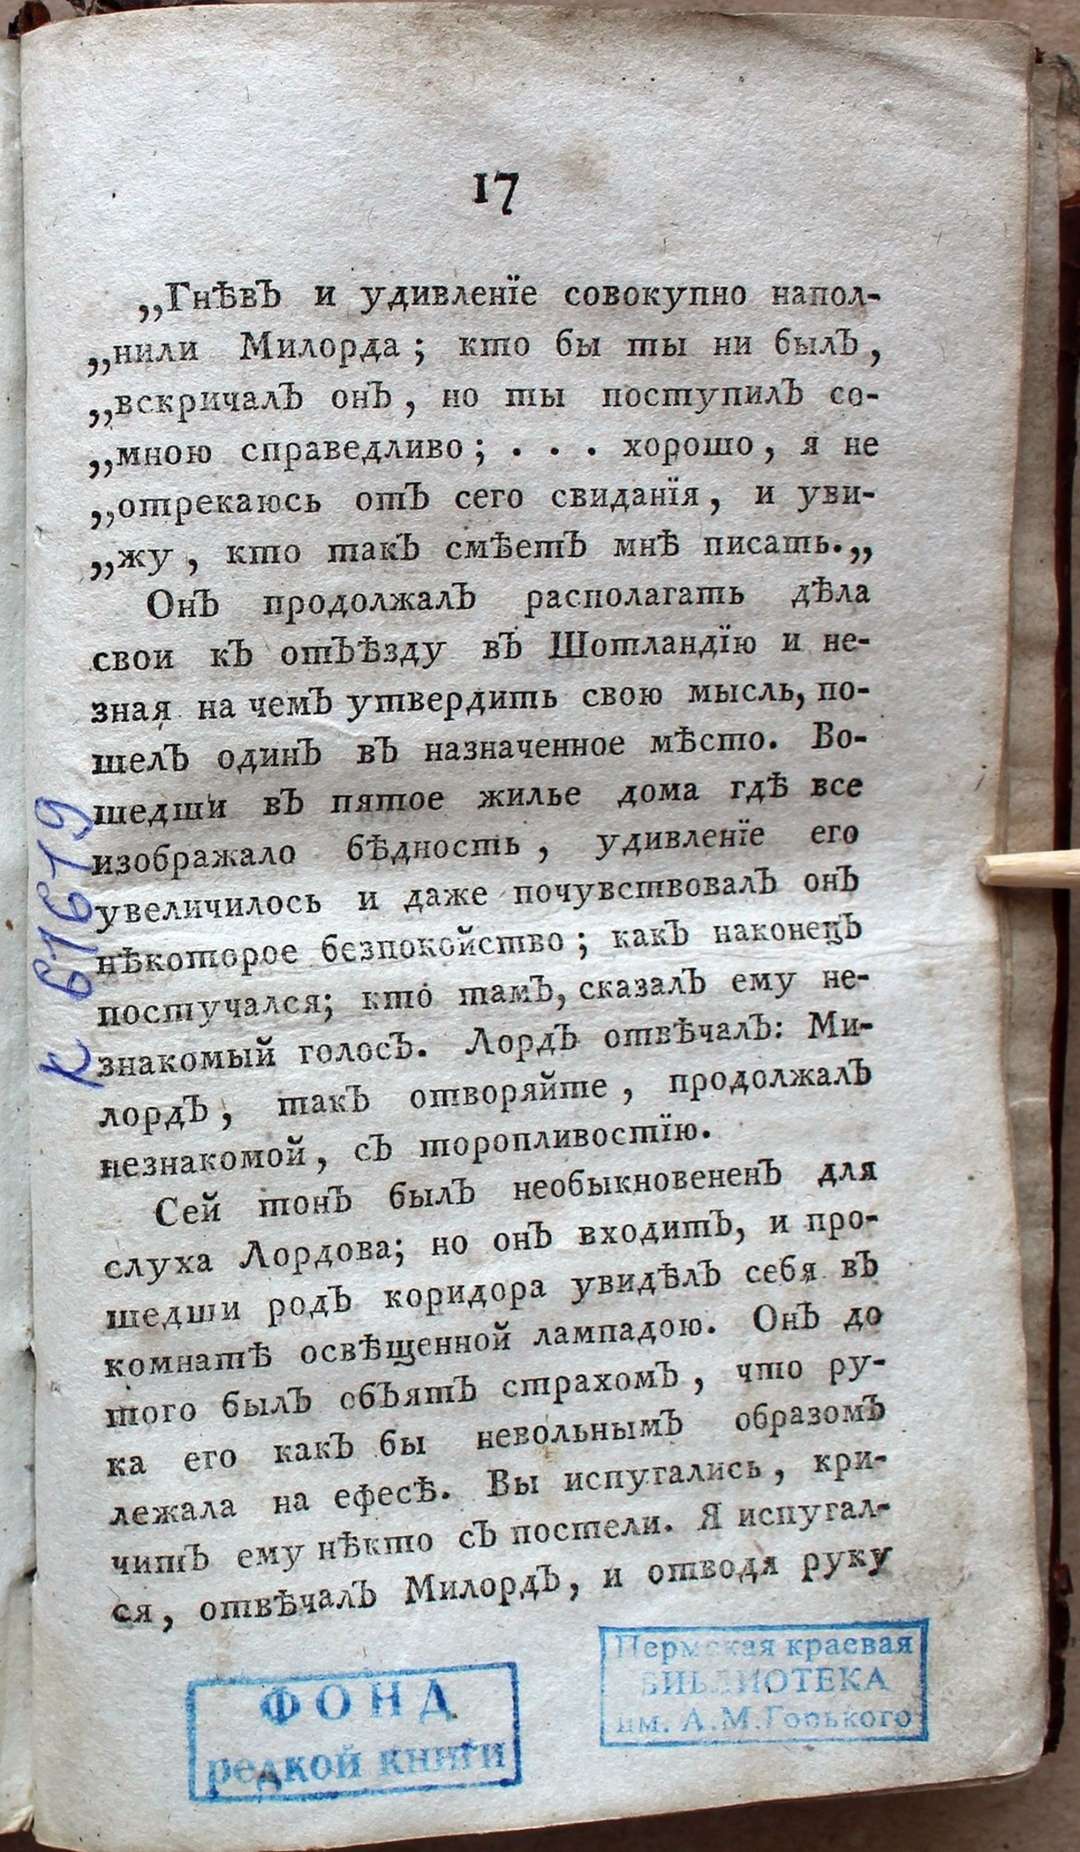 17
„Гнѣвъ и удивленїе совокупно напол-
„нили Милорда; кто бы ты ни былъ,
„вскричалъ онъ, но ты поступилъ со-
„мною справедливо; . . . хорошо, я не
„отрекаюсь отъ сего свиданїя, и уви-
„жу, кто такъ смѣетъ мнѣ писать.„
Онъ продолжалъ располагать дѣла
свои къ отъѣзду въ Шотландїю и не-
зная на чемъ утвердить свою мысль, по-
шелъ одинъ въ назначенное мѣсто. Во-
шедши въ пятое жилье дома гдѣ все
изображало бѣдность, удивленїе его
увеличилось и даже почувствовалъ онъ
нѣкоторое безпокойство; какъ наконецъ
постучался; кто тамъ, сказалъ ему не-
знакомый голосъ. Лордъ отвѣчалъ: Ми-
лордъ, такъ отворяйте, продолжалъ
незнакомой, съ торопливостїю.
Сей тонъ былъ необыкновененъ для
слуха Лордова; но онъ входитъ, и про-
шедши родъ коридора увидѣлъ себя въ
комнатѣ освѣщенной лампадою. Онъ до
того былъ объятъ страхомъ, что ру-
ка его какъ бы невольнымъ образомъ
лежала на ефесѣ. Вы испугались, кри-
читъ ему нѣкто съ постели. Я испугал-
ся, отвѣчалъ Милордъ, и отводя руку
К 61619
ФОНД
редкой книги
Пермская краевая
БИБЛИОТЕКА
им. А.М.Горького